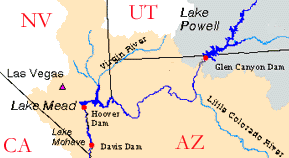 NV
UT
Lake
Powell
Virgin River
Glen Canyon Dam
Las Vegas
Lake Mead
Hoover
Dam
Little Colorado River
Lake
Mohave
CA
AZ
Davis Dam